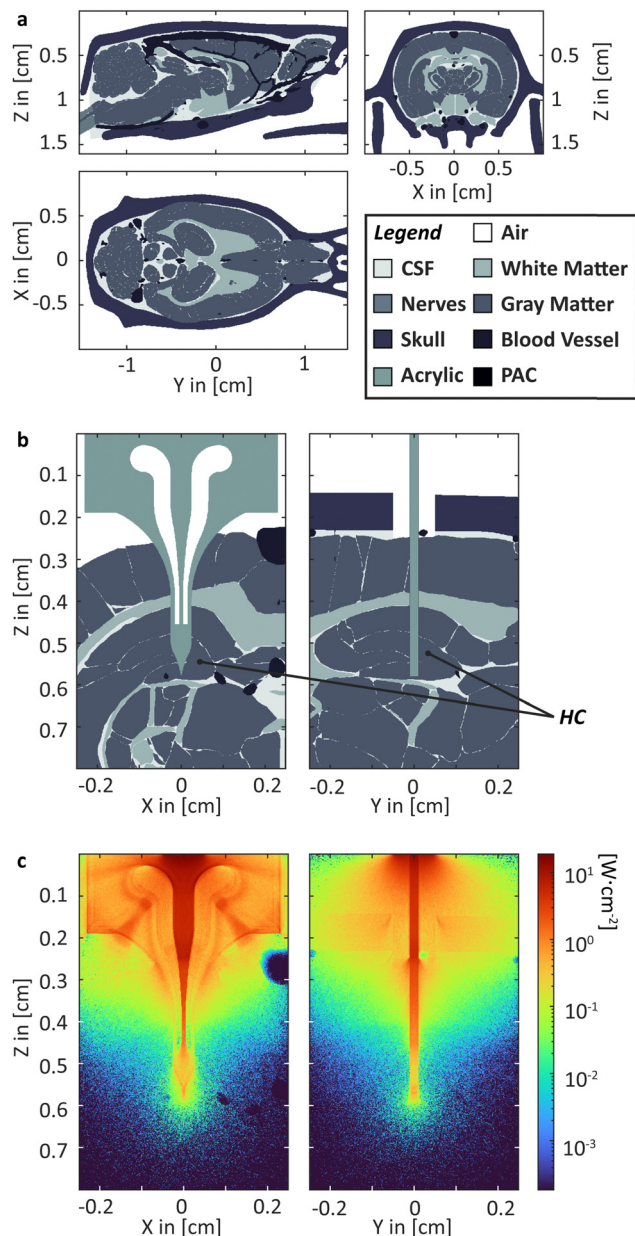 a
Z in [cm]
0.5
1
1.5
0.5
1
1.5
Z in [cm]
-0.5
0
0.5
X in [cm]
X in [cm]
0.5
0
-0.5
-1
0
1
Y in [cm]
Legend
Air
CSF
White Matter
Nerves
Gray Matter
Skull
Blood Vessel
Acrylic
PAC
b
Z in [cm]
0.1
0.2
0.3
0.4
0.5
0.6
0.7
HC
-0.2
0
0.2
X in [cm]
-0.2
0
0.2
Y in [cm]
c
Z in [cm]
0.1
0.2
0.3
0.4
0.5
0.6
0.7
-0.2
0
0.2
X in [cm]
-0.2
0
0.2
Y in [cm]
[W·cm⁻²]
10¹
10⁰
10⁻¹
10⁻²
10⁻³